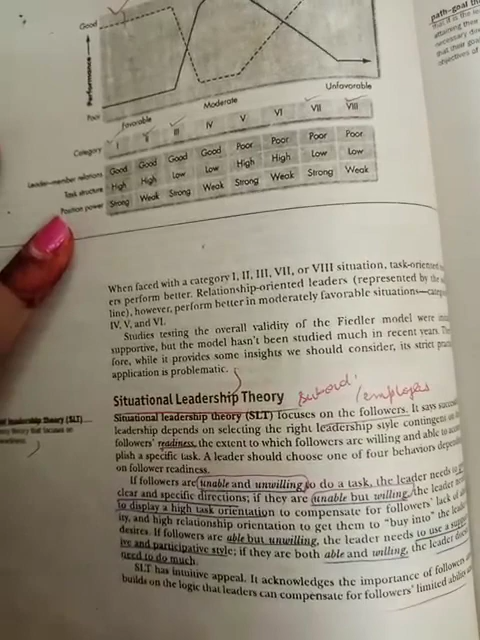 path-goal th
Good
Performance
Poor
Favorable
Moderate
Unfavorable
Category I II III IV V VI VII VIII
Leader–member relations Good Good Good Good Poor Poor Poor Poor
Task structure High High Low Low High High Low Low
Position power Strong Weak Strong Weak Strong Weak Strong Weak
When faced with a category I, II, III, VII, or VIII situation, task-oriented
ers perform better. Relationship-oriented leaders (represented by the
line), however, perform better in moderately favorable situations—categ
IV, V, and VI.
Studies testing the overall validity of the Fiedler model were
supportive, but the model hasn't been studied much in recent years. The
fore, while it provides some insights we should consider, its strict
application is problematic.
Situational Leadership Theory
/employees
leadership theory (SLT)
Situational leadership theory (SLT) focuses on the followers. It says
leadership depends on selecting the right leadership style contingent on
followers' readiness, the extent to which followers are willing and able to
plish a specific task. A leader should choose one of four behaviors depend
on follower readiness.
If followers are unable and unwilling to do a task, the leader needs to
clear and specific directions; if they are unable but willing, the leader
to display a high task orientation to compensate for followers' lack of
ity, and high relationship orientation to get them to "buy into" the lead
desires. If followers are able but unwilling, the leader needs to use a
ive and participative style; if they are both able and willing, the leader
need to do much.
SLT has intuitive appeal. It acknowledges the importance of followers
builds on the logic that leaders can compensate for followers' limited